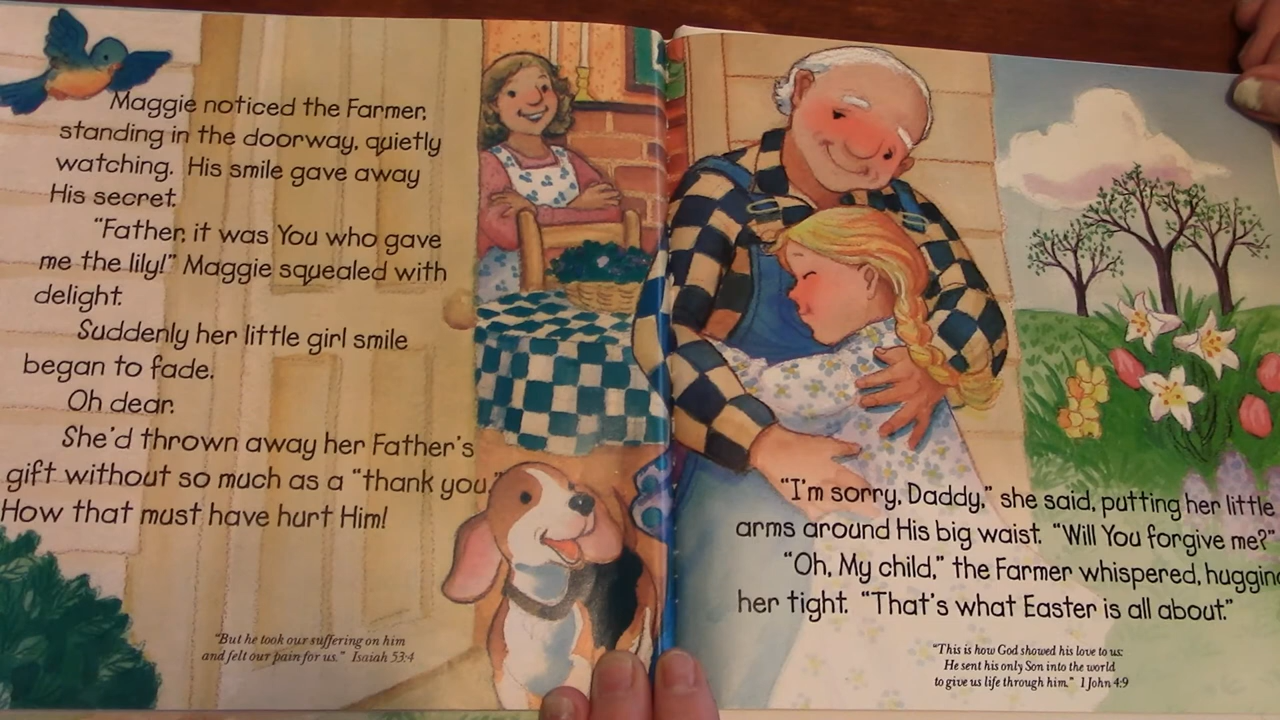 Maggie noticed the Farmer,
standing in the doorway, quietly
watching. His smile gave away
His secret.
"Father, it was You who gave
me the lily!" Maggie squealed with
delight.
Suddenly her little girl smile
began to fade.
Oh dear.
She'd thrown away her Father's
gift without so much as a "thank you."
How that must have hurt Him!
"But he took our suffering on him
and felt our pain for us." Isaiah 53:4
"I'm sorry, Daddy," she said, putting her little
arms around His big waist. "Will You forgive me?"
"Oh, My child," the Farmer whispered, hugging
her tight. "That's what Easter is all about."
"This is how God showed his love to us:
He sent his only Son into the world
to give us life through him." 1 John 4:9